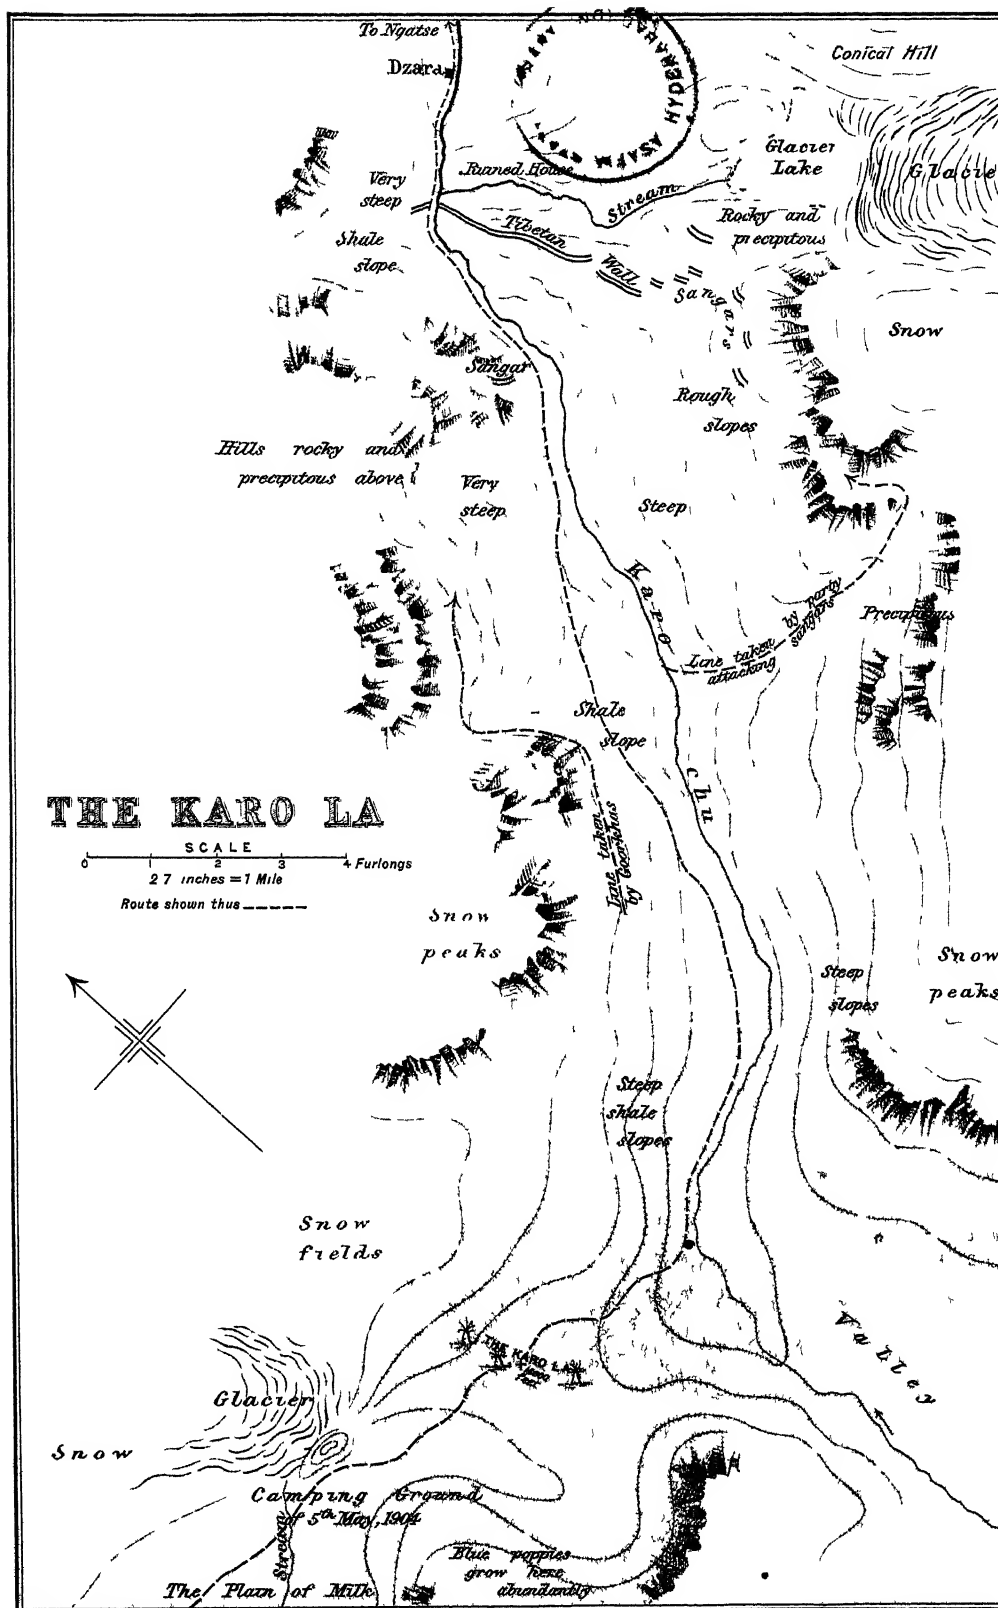 To Ngatse
Dzara
Conical Hill
HYDERABAD
ASAFIA
Glacier
Lake
Glacie
Very
steep
Ruined House
Stream
Rocky and
precipitous
Shale
slope
Tibetan
Wall
Sangars
Snow
Sangar
Rough
slopes
Hills rocky and
precipitous above
Very
steep
Steep
Karo
chu
Line taken by party
attacking sangars
Precipitous
Shale
slope
THE KARO LA
SCALE
0 1 2 3 4 Furlongs
2 7 inches = 1 Mile
Route shown thus
Line taken
by Goorkhas
Snow
peaks
Steep
slopes
Snow
peaks
Steep
shale
slopes
Snow
fields
THE KARO LA
Valley
Glacier
Snow
Camping Ground
of 5th May, 1904
Stream
Blue poppies
grow here
abundantly
The Plain of Milk